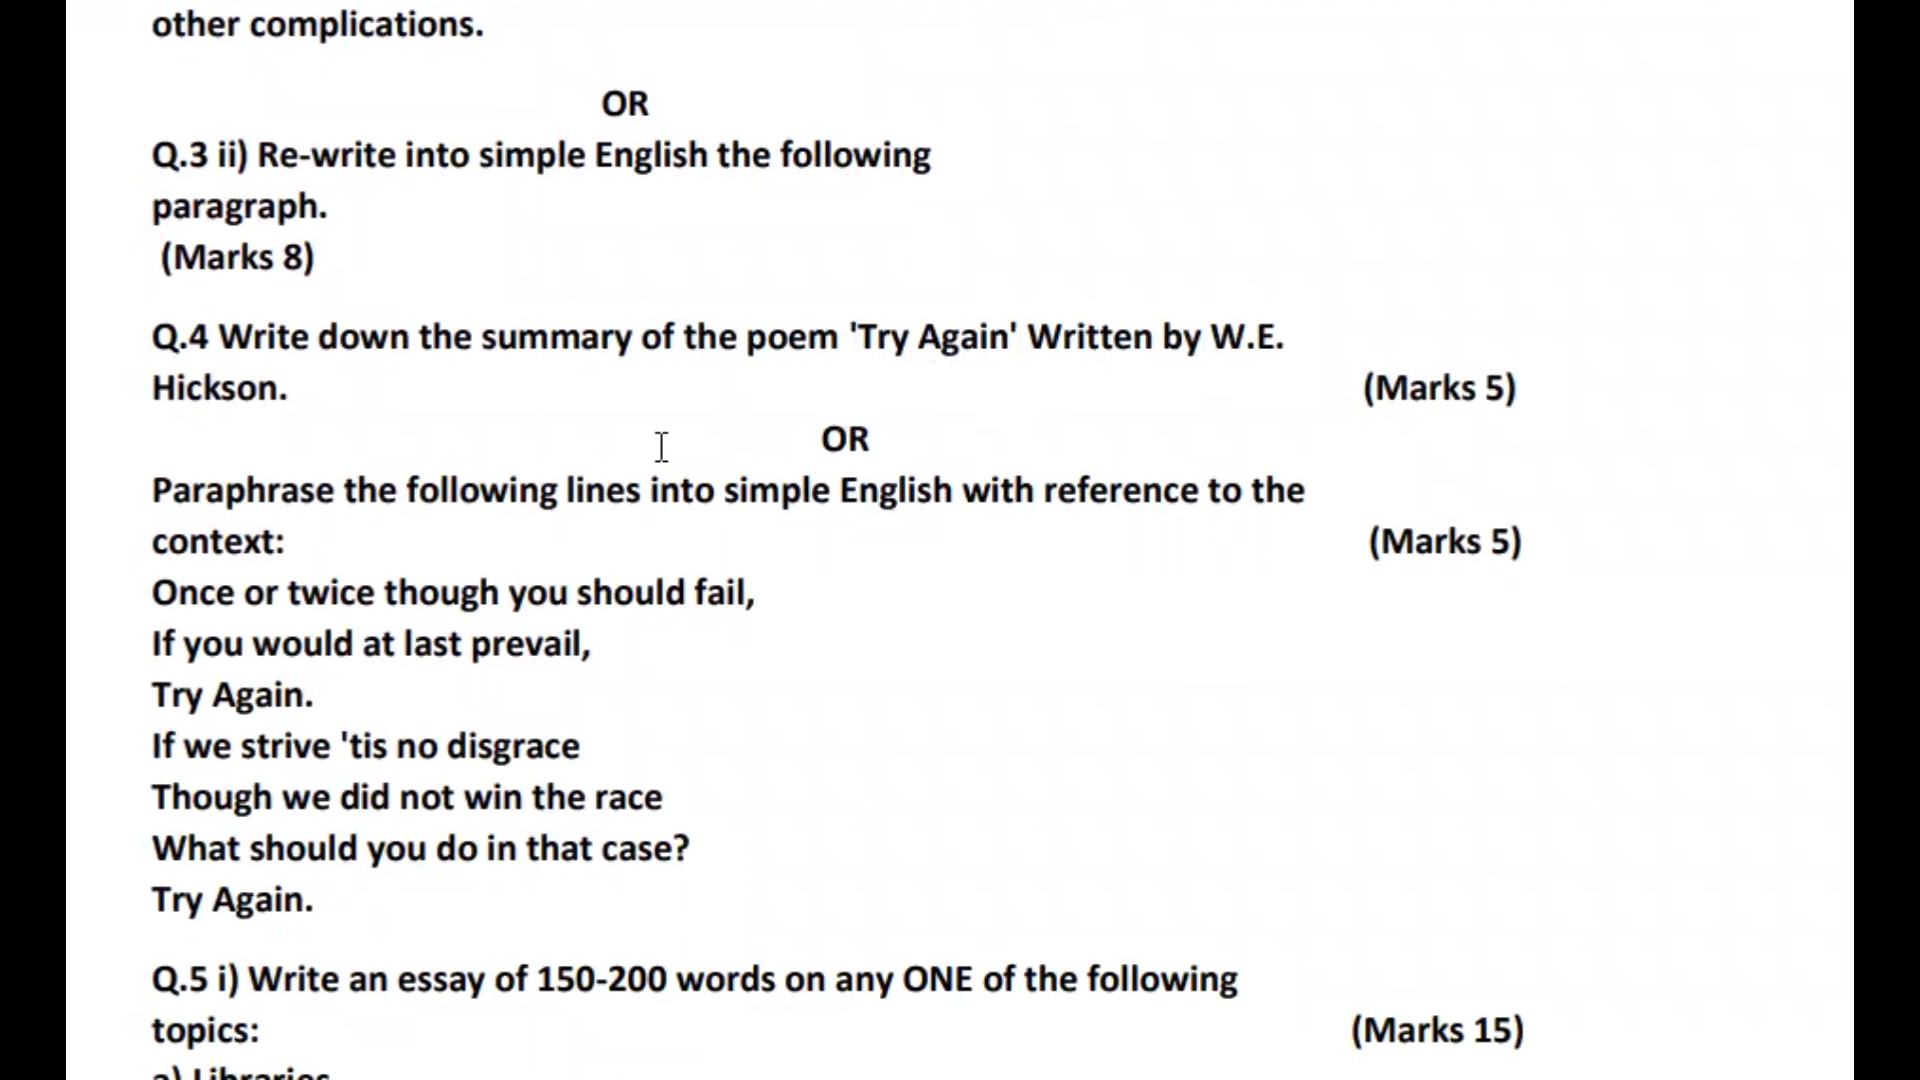 other complications.
OR
Q.3 ii) Re-write into simple English the following
paragraph.
(Marks 8)
Q.4 Write down the summary of the poem 'Try Again' Written by W.E.
Hickson. (Marks 5)
OR
Paraphrase the following lines into simple English with reference to the
context: (Marks 5)
Once or twice though you should fail,
If you would at last prevail,
Try Again.
If we strive 'tis no disgrace
Though we did not win the race
What should you do in that case?
Try Again.
Q.5 i) Write an essay of 150-200 words on any ONE of the following
topics: (Marks 15)
a) Libraries